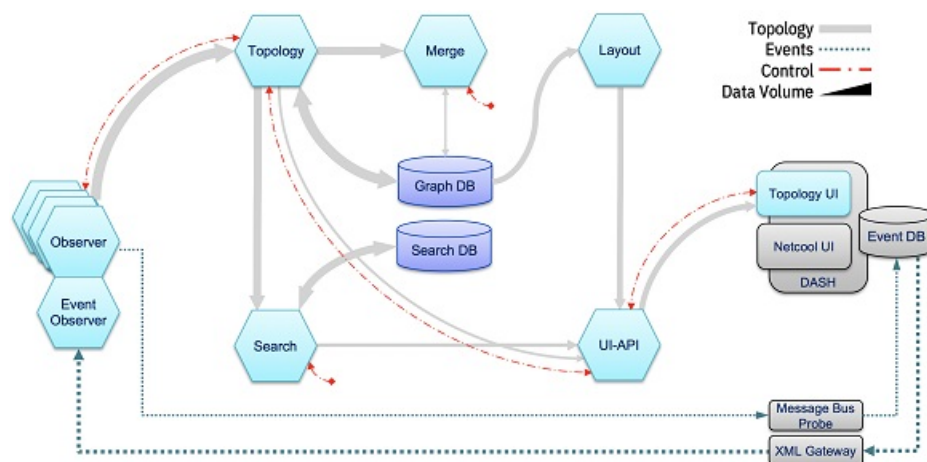 Topology
Merge
Layout
Topology
Events
Control
Data Volume
Graph DB
Topology UI
Observer
Search DB
Netcool UI
Event DB
DASH
Event
Observer
Search
UI-API
Message Bus
Probe
XML Gateway